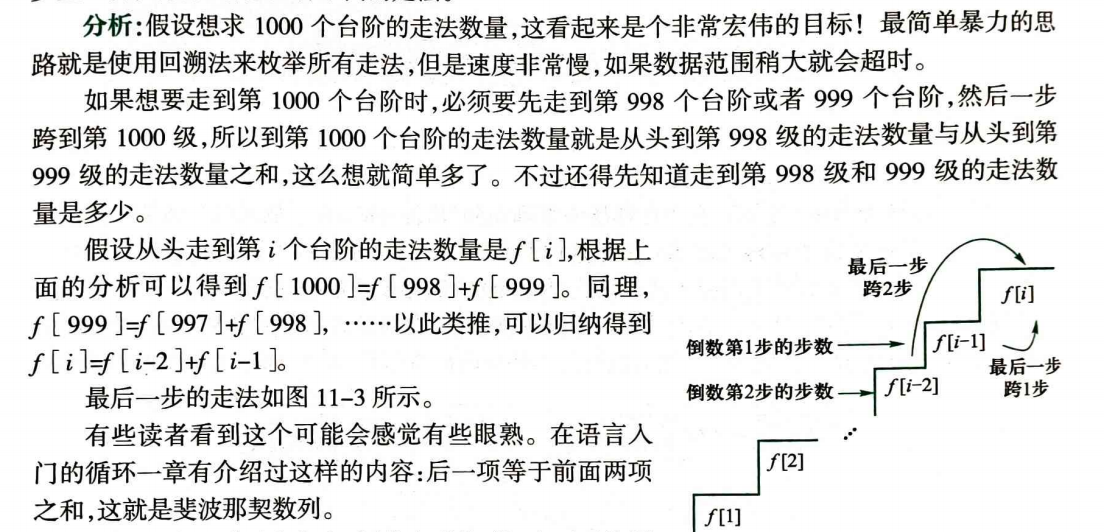 分析:假设想求 1000 个台阶的走法数量,这看起来是个非常宏伟的目标！最简单暴力的思
路就是使用回溯法来枚举所有走法,但是速度非常慢,如果数据范围稍大就会超时。
如果想要走到第 1000 个台阶时,必须要先走到第 998 个台阶或者 999 个台阶,然后一步
跨到第 1000 级,所以到第 1000 个台阶的走法数量就是从头到第 998 级的走法数量与从头到第
999 级的走法数量之和,这么想就简单多了。不过还得先知道走到第 998 级和 999 级的走法数
量是多少。
假设从头走到第 i 个台阶的走法数量是 f[i],根据上
面的分析可以得到 f[1000]=f[998]+f[999]。同理,
f[999]=f[997]+f[998],……以此类推,可以归纳得到
f[i]=f[i-2]+f[i-1]。
最后一步的走法如图 11-3 所示。
有些读者看到这个可能会感觉有些眼熟。在语言入
门的循环一章有介绍过这样的内容:后一项等于前面两项
之和,这就是斐波那契数列。
最后一步
跨2步
f[i]
倒数第1步的步数
f[i-1]
最后一步
跨1步
倒数第2步的步数
f[i-2]
f[2]
f[1]